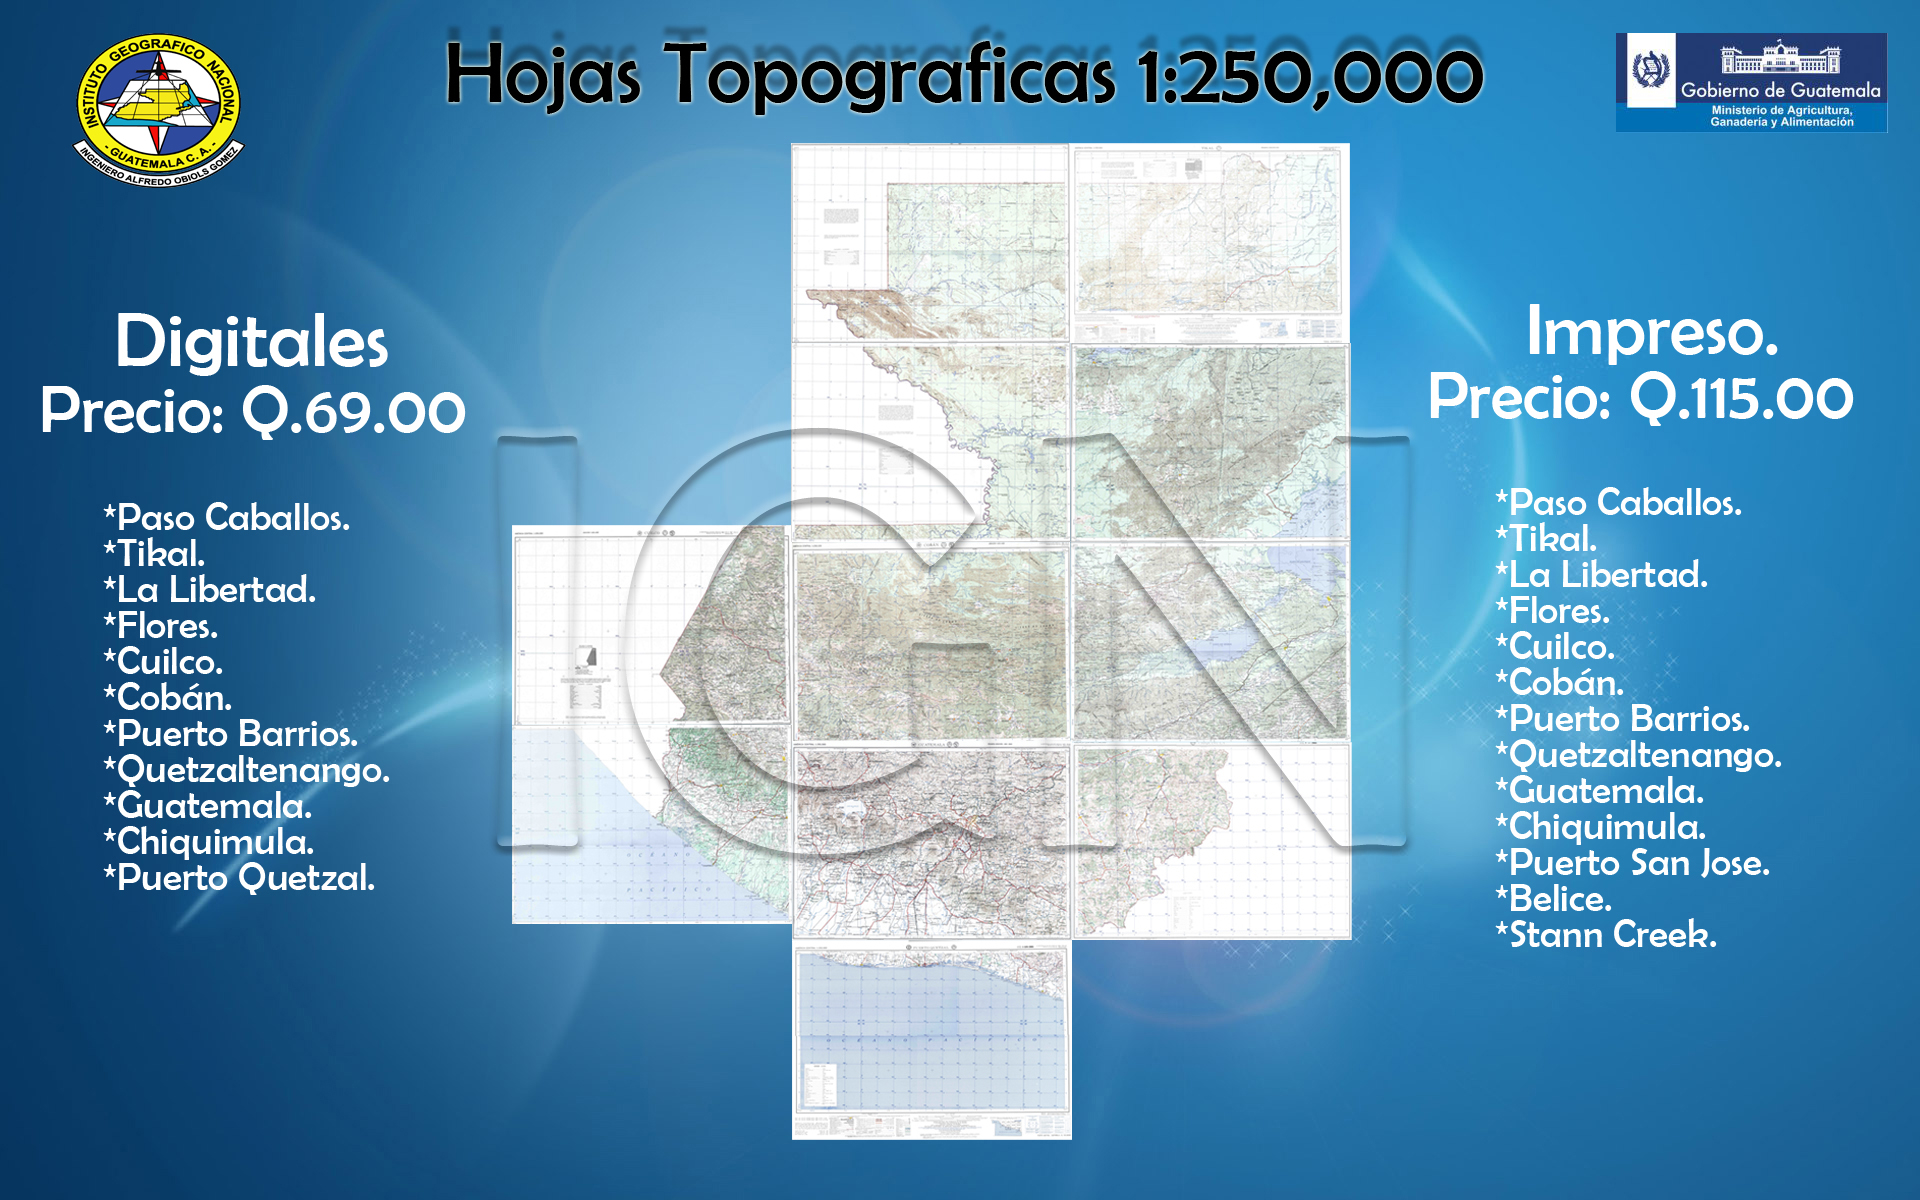 INSTITUTO GEOGRAFICO NACIONAL
- GUATEMALA C. A. -
INGENIERO ALFREDO OBIOLS GOMEZ
Hojas Topograficas 1:250,000
Gobierno de Guatemala
Ministerio de Agricultura,
Ganadería y Alimentación
Digitales
Precio: Q.69.00
*Paso Caballos.
*Tikal.
*La Libertad.
*Flores.
*Cuilco.
*Cobán.
*Puerto Barrios.
*Quetzaltenango.
*Guatemala.
*Chiquimula.
*Puerto Quetzal.
IGN
OCEANO
PACIFICO
Impreso.
Precio: Q.115.00
*Paso Caballos.
*Tikal.
*La Libertad.
*Flores.
*Cuilco.
*Cobán.
*Puerto Barrios.
*Quetzaltenango.
*Guatemala.
*Chiquimula.
*Puerto San Jose.
*Belice.
*Stann Creek.